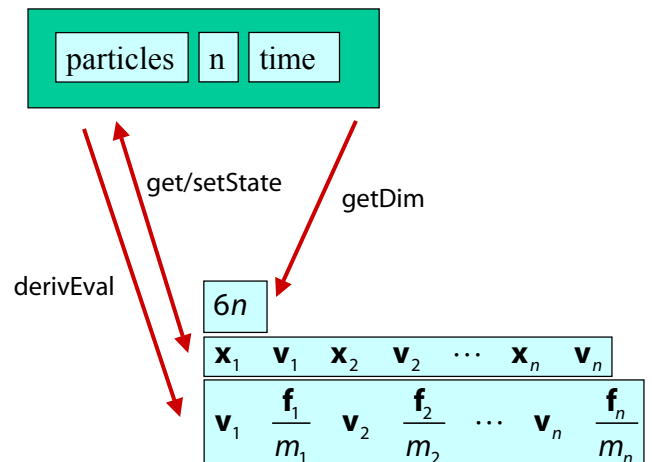 particles n time
get/setState
getDim
derivEval
6n
x₁ v₁ x₂ v₂ ⋯ xₙ vₙ
v₁ f₁/m₁ v₂ f₂/m₂ ⋯ vₙ fₙ/mₙ